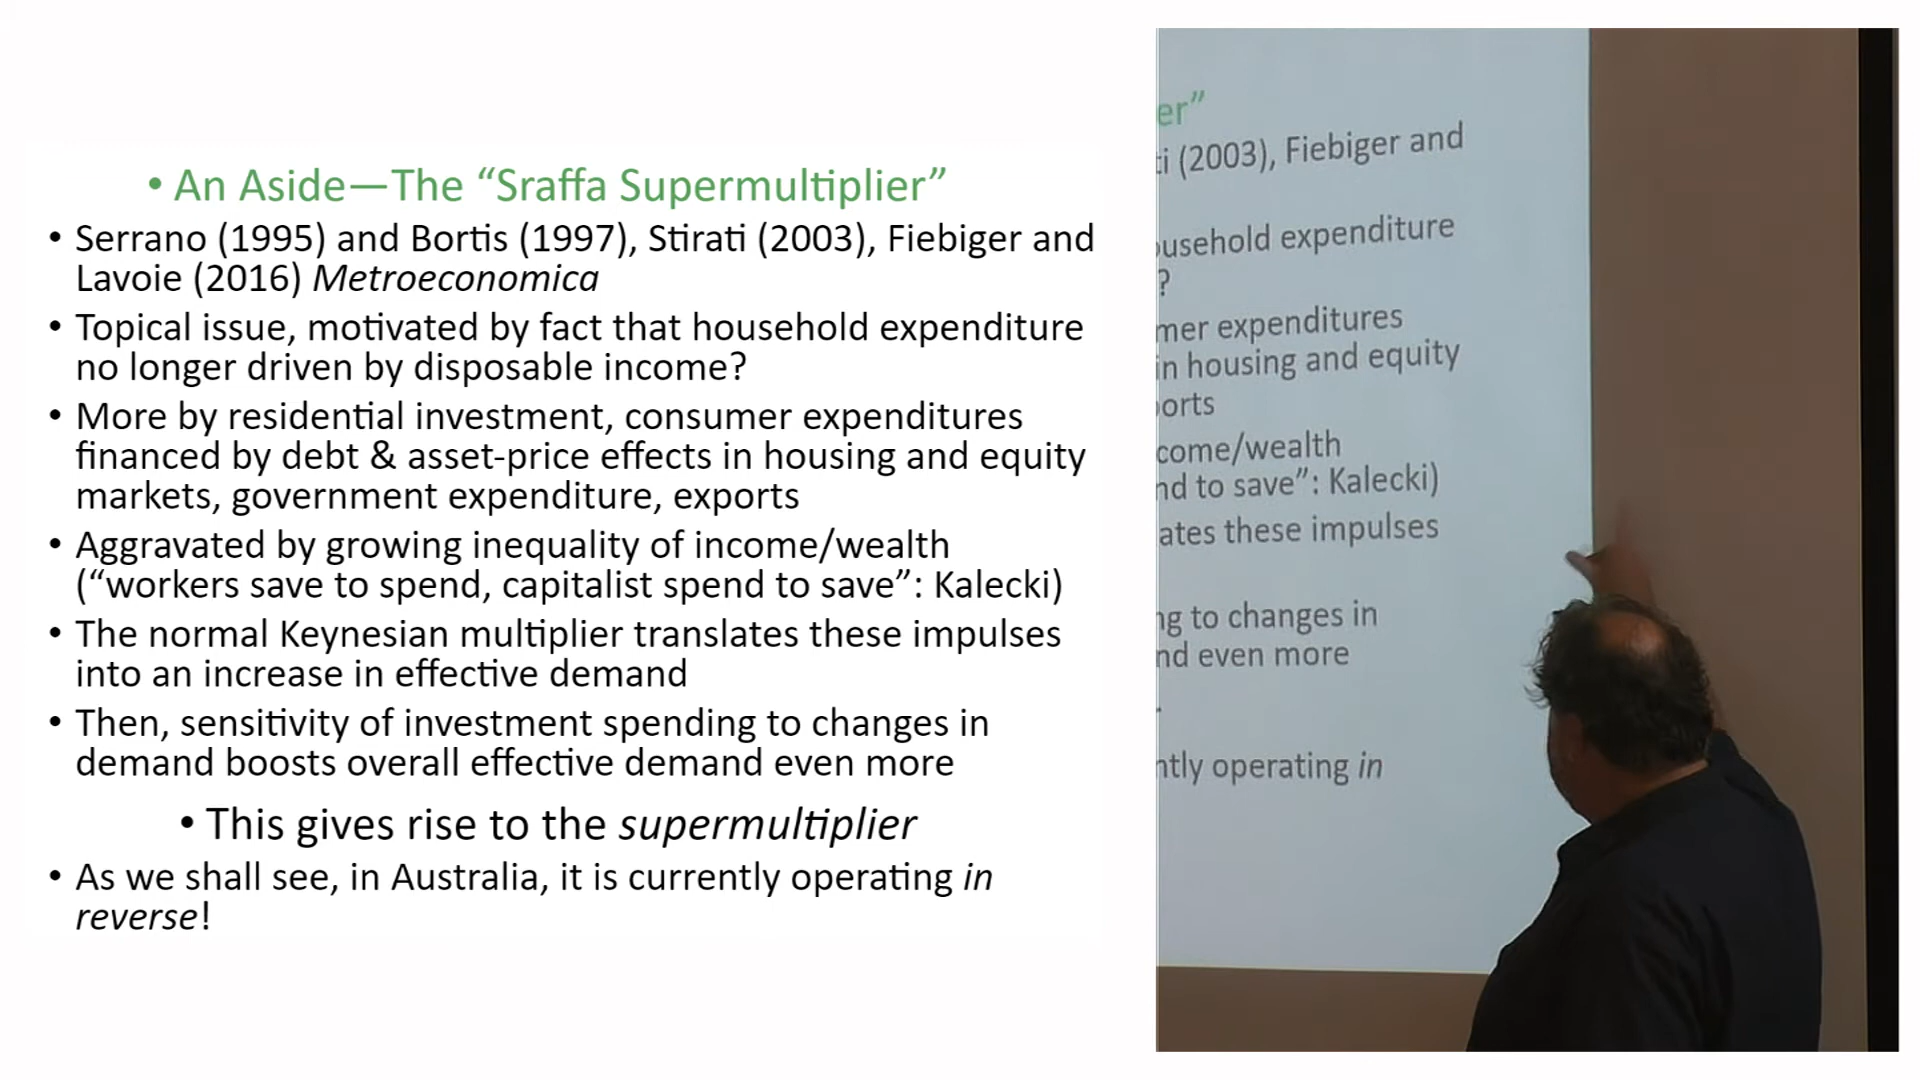 • An Aside—The “Sraffa Supermultiplier”
• Serrano (1995) and Bortis (1997), Stirati (2003), Fiebiger and
Lavoie (2016) Metroeconomica
• Topical issue, motivated by fact that household expenditure
no longer driven by disposable income?
• More by residential investment, consumer expenditures
financed by debt & asset-price effects in housing and equity
markets, government expenditure, exports
• Aggravated by growing inequality of income/wealth
(“workers save to spend, capitalist spend to save”: Kalecki)
• The normal Keynesian multiplier translates these impulses
into an increase in effective demand
• Then, sensitivity of investment spending to changes in
demand boosts overall effective demand even more
• This gives rise to the supermultiplier
• As we shall see, in Australia, it is currently operating in
reverse!
er”
ti (2003), Fiebiger and
ousehold expenditure
?
mer expenditures
in housing and equity
orts
come/wealth
nd to save”: Kalecki)
ates these impulses
ng to changes in
nd even more
ntly operating in